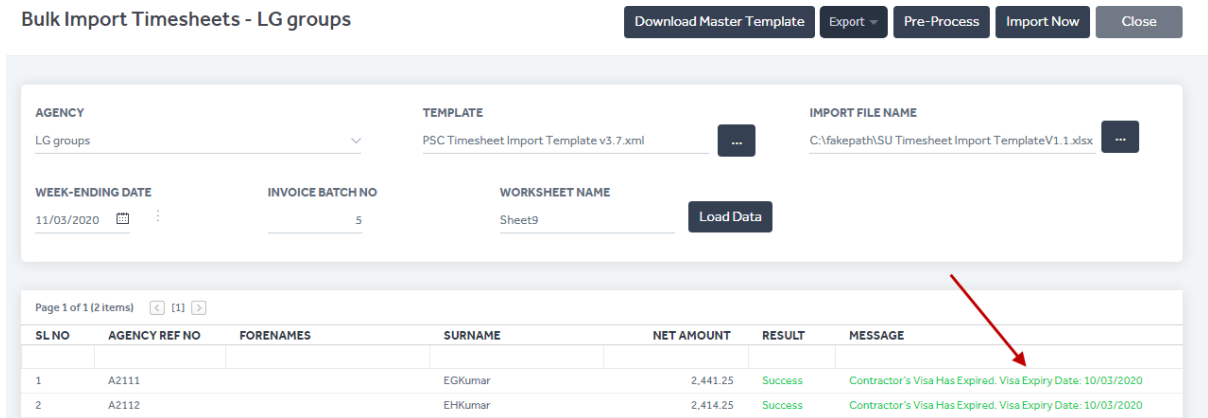 Bulk Import Timesheets - LG groups
Download Master Template Export Pre-Process Import Now Close
AGENCY TEMPLATE IMPORT FILE NAME
LG groups PSC Timesheet Import Template v3.7.xml ... C:\fakepath\SU Timesheet Import TemplateV1.1.xlsx ...
WEEK-ENDING DATE INVOICE BATCH NO WORKSHEET NAME
11/03/2020 5 Sheet9 Load Data
Page 1 of 1 (2 items) < [1] >
SL NO AGENCY REF NO FORENAMES SURNAME NET AMOUNT RESULT MESSAGE
1 A2111 EGKumar 2,441.25 Success Contractor's Visa Has Expired. Visa Expiry Date: 10/03/2020
2 A2112 EHKumar 2,414.25 Success Contractor's Visa Has Expired. Visa Expiry Date: 10/03/2020